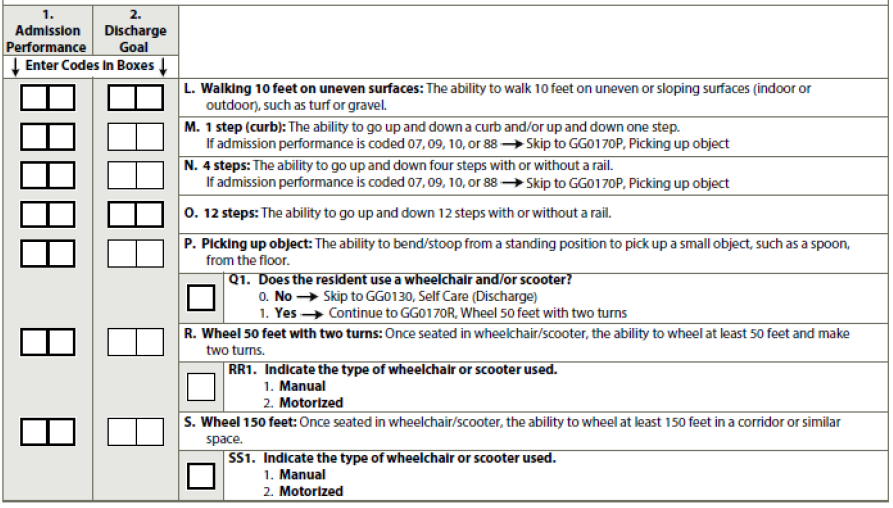 1.
Admission
Performance
2.
Discharge
Goal
↓ Enter Codes in Boxes ↓
L. Walking 10 feet on uneven surfaces: The ability to walk 10 feet on uneven or sloping surfaces (indoor or
outdoor), such as turf or gravel.
M. 1 step (curb): The ability to go up and down a curb and/or up and down one step.
If admission performance is coded 07, 09, 10, or 88 → Skip to GG0170P, Picking up object
N. 4 steps: The ability to go up and down four steps with or without a rail.
If admission performance is coded 07, 09, 10, or 88 → Skip to GG0170P, Picking up object
O. 12 steps: The ability to go up and down 12 steps with or without a rail.
P. Picking up object: The ability to bend/stoop from a standing position to pick up a small object, such as a spoon,
from the floor.
Q1. Does the resident use a wheelchair and/or scooter?
0. No → Skip to GG0130, Self Care (Discharge)
1. Yes → Continue to GG0170R, Wheel 50 feet with two turns
R. Wheel 50 feet with two turns: Once seated in wheelchair/scooter, the ability to wheel at least 50 feet and make
two turns.
RR1. Indicate the type of wheelchair or scooter used.
1. Manual
2. Motorized
S. Wheel 150 feet: Once seated in wheelchair/scooter, the ability to wheel at least 150 feet in a corridor or similar
space.
SS1. Indicate the type of wheelchair or scooter used.
1. Manual
2. Motorized